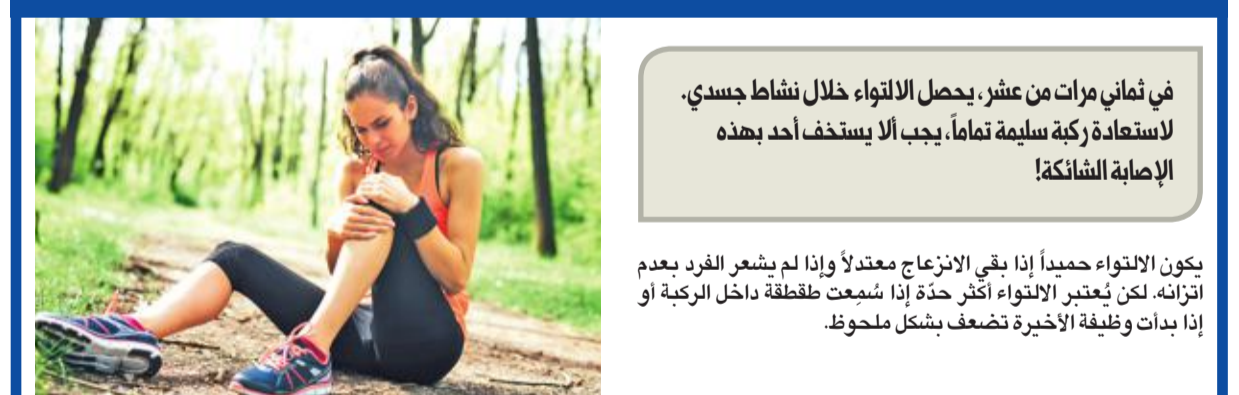 في ثماني مرات من عشر، يحصل الالتواء خلال نشاط جسدي.
لاستعادة ركبة سليمة تماماً، يجب ألا يستخف أحد بهذه
الإصابة الشائكة!
يكون الالتواء حميداً إذا بقي الانزعاج معتدلاً وإذا لم يشعر الفرد بعدم
اتزانه. لكن يُعتبر الالتواء أكثر حدّة إذا سُمِعت طقطقة داخل الركبة أو
إذا بدأت وظيفة الأخيرة تضعف بشكل ملحوظ.